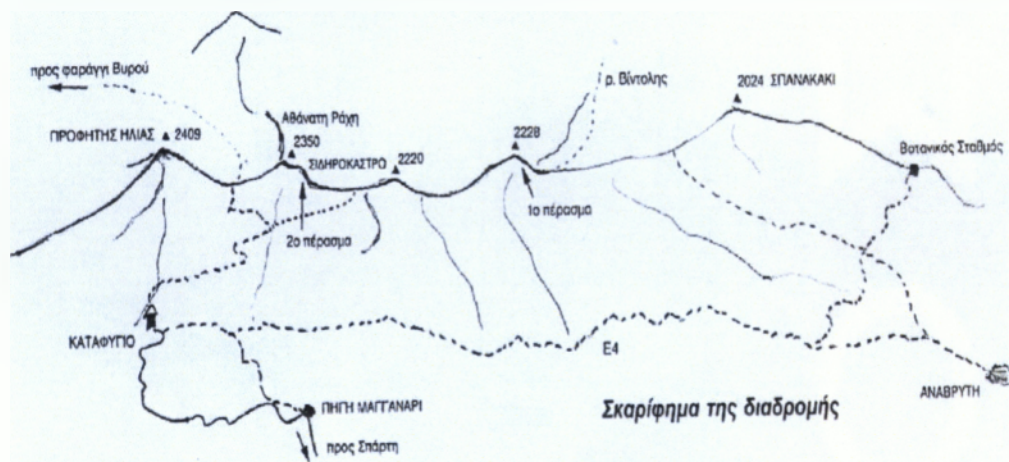 προς φαράγγι Βυρού
ΠΡΟΦΗΤΗΣ ΗΛΙΑΣ
2409
Αθάνατη Ράχη
2350
ΣΙΔΗΡΟΚΑΣΤΡΟ
2220
2228
ρ. Βίντολης
2024 ΣΠΑΝΑΚΑΚΙ
Βοτανικός Σταθμός
1ο πέρασμα
2ο πέρασμα
ΚΑΤΑΦΥΓΙΟ
Ε4
ΑΝΑΒΡΥΤΗ
ΠΗΓΗ ΜΑΓΓΑΝΑΡΙ
προς Σπάρτη
Σκαρίφημα της διαδρομής